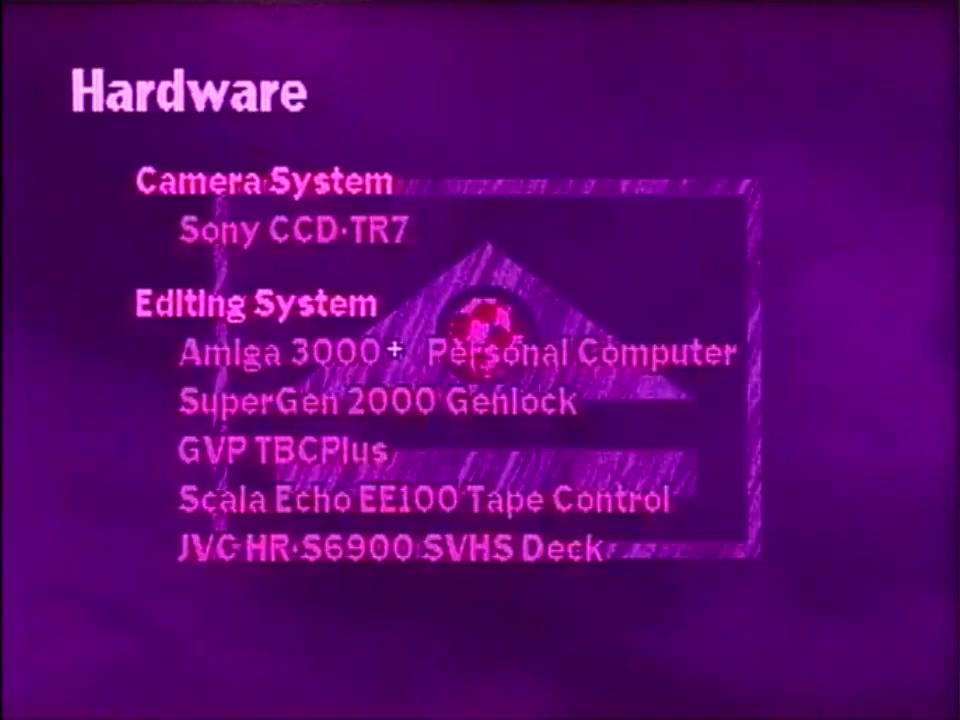 Hardware
Camera System
Sony CCD-TR7
Editing System
Amiga 3000+ Personal Computer
SuperGen 2000 Genlock
GVP TBCPlus
Scala Echo EE100 Tape Control
JVC HR-S6900 SVHS Deck